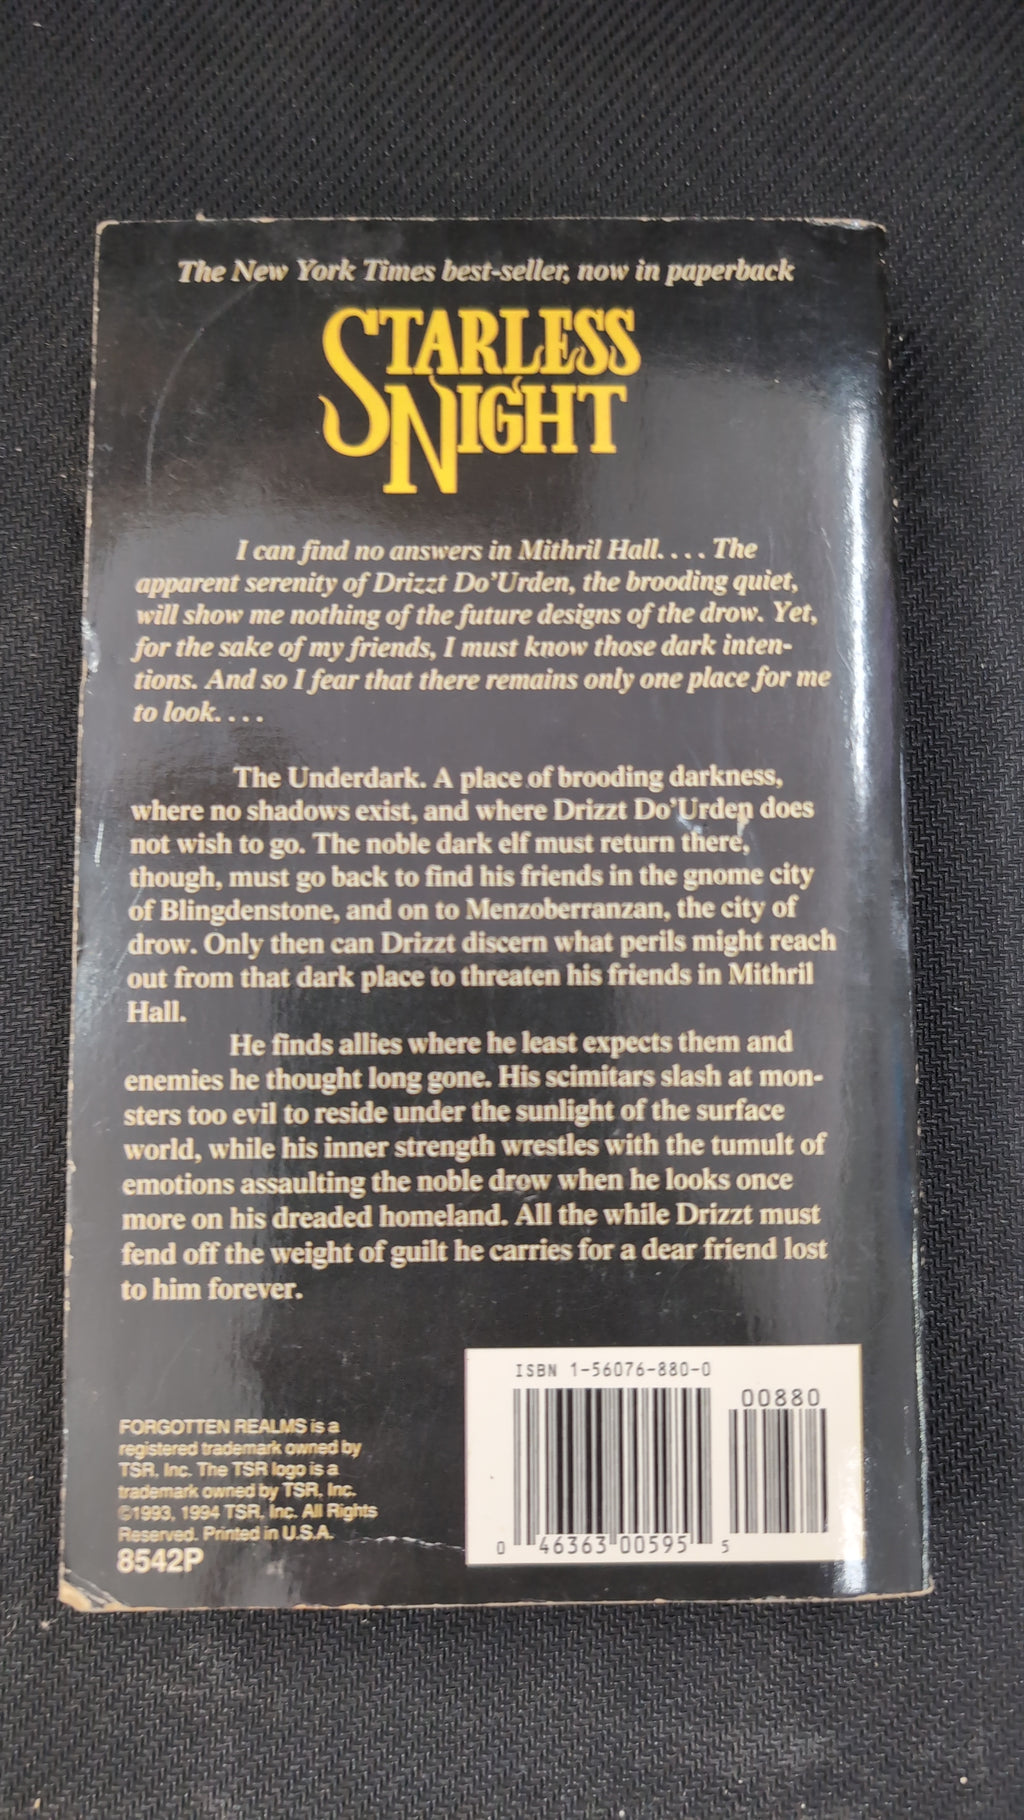 The New York Times best-seller, now in paperback
STARLESS
NIGHT
I can find no answers in Mithril Hall. . . . The
apparent serenity of Drizzt Do'Urden, the brooding quiet,
will show me nothing of the future designs of the drow. Yet,
for the sake of my friends, I must know those dark inten-
tions. And so I fear that there remains only one place for me
to look. . . .
The Underdark. A place of brooding darkness,
where no shadows exist, and where Drizzt Do'Urden does
not wish to go. The noble dark elf must return there,
though, must go back to find his friends in the gnome city
of Blingdenstone, and on to Menzoberranzan, the city of
drow. Only then can Drizzt discern what perils might reach
out from that dark place to threaten his friends in Mithril
Hall.
He finds allies where he least expects them and
enemies he thought long gone. His scimitars slash at mon-
sters too evil to reside under the sunlight of the surface
world, while his inner strength wrestles with the tumult of
emotions assaulting the noble drow when he looks once
more on his dreaded homeland. All the while Drizzt must
fend off the weight of guilt he carries for a dear friend lost
to him forever.
FORGOTTEN REALMS is a
registered trademark owned by
TSR, Inc. The TSR logo is a
trademark owned by TSR, Inc.
©1993, 1994 TSR, Inc. All Rights
Reserved. Printed in U.S.A.
8542P
ISBN 1-56076-880-0
00880
0 46363 00595 5